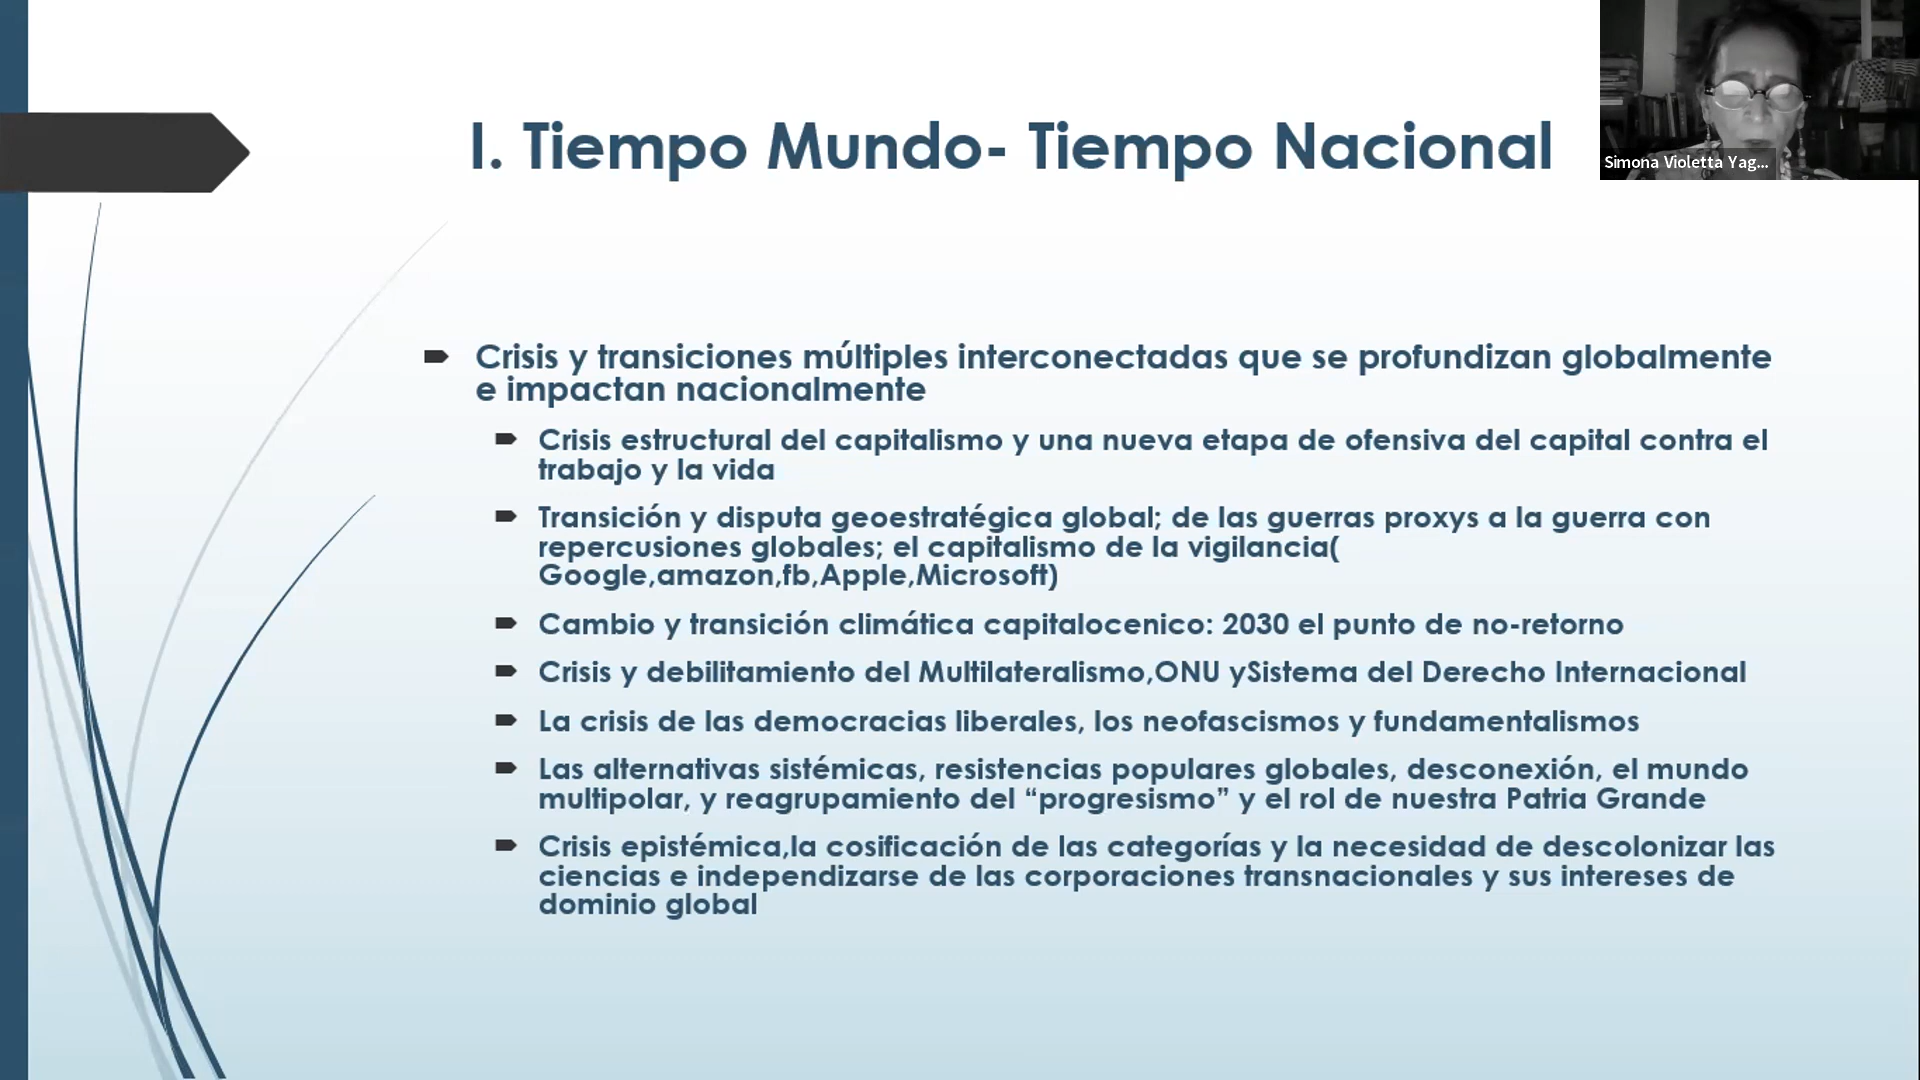 I. Tiempo Mundo- Tiempo Nacional
Simona Violetta Yag...
Crisis y transiciones múltiples interconectadas que se profundizan globalmente
e impactan nacionalmente
Crisis estructural del capitalismo y una nueva etapa de ofensiva del capital contra el
trabajo y la vida
Transición y disputa geoestratégica global; de las guerras proxys a la guerra con
repercusiones globales; el capitalismo de la vigilancia(
Google,amazon,fb,Apple,Microsoft)
Cambio y transición climática capitalocenico: 2030 el punto de no-retorno
Crisis y debilitamiento del Multilateralismo,ONU ySistema del Derecho Internacional
La crisis de las democracias liberales, los neofascismos y fundamentalismos
Las alternativas sistémicas, resistencias populares globales, desconexión, el mundo
multipolar, y reagrupamiento del “progresismo” y el rol de nuestra Patria Grande
Crisis epistémica,la cosificación de las categorías y la necesidad de descolonizar las
ciencias e independizarse de las corporaciones transnacionales y sus intereses de
dominio global